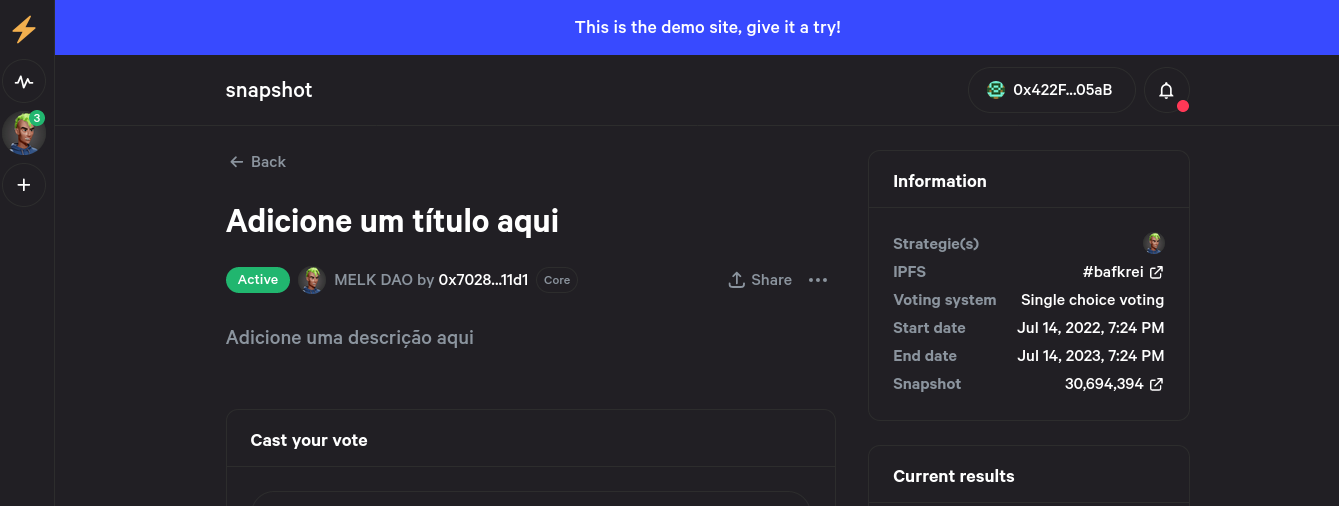 This is the demo site, give it a try!
snapshot
0x422F...05aB
3
Back
Adicione um título aqui
Active
MELK DAO by 0x7028...11d1
Core
Share
Adicione uma descrição aqui
Cast your vote
Information
Strategie(s)
IPFS #bafkrei
Voting system Single choice voting
Start date Jul 14, 2022, 7:24 PM
End date Jul 14, 2023, 7:24 PM
Snapshot 30,694,394
Current results